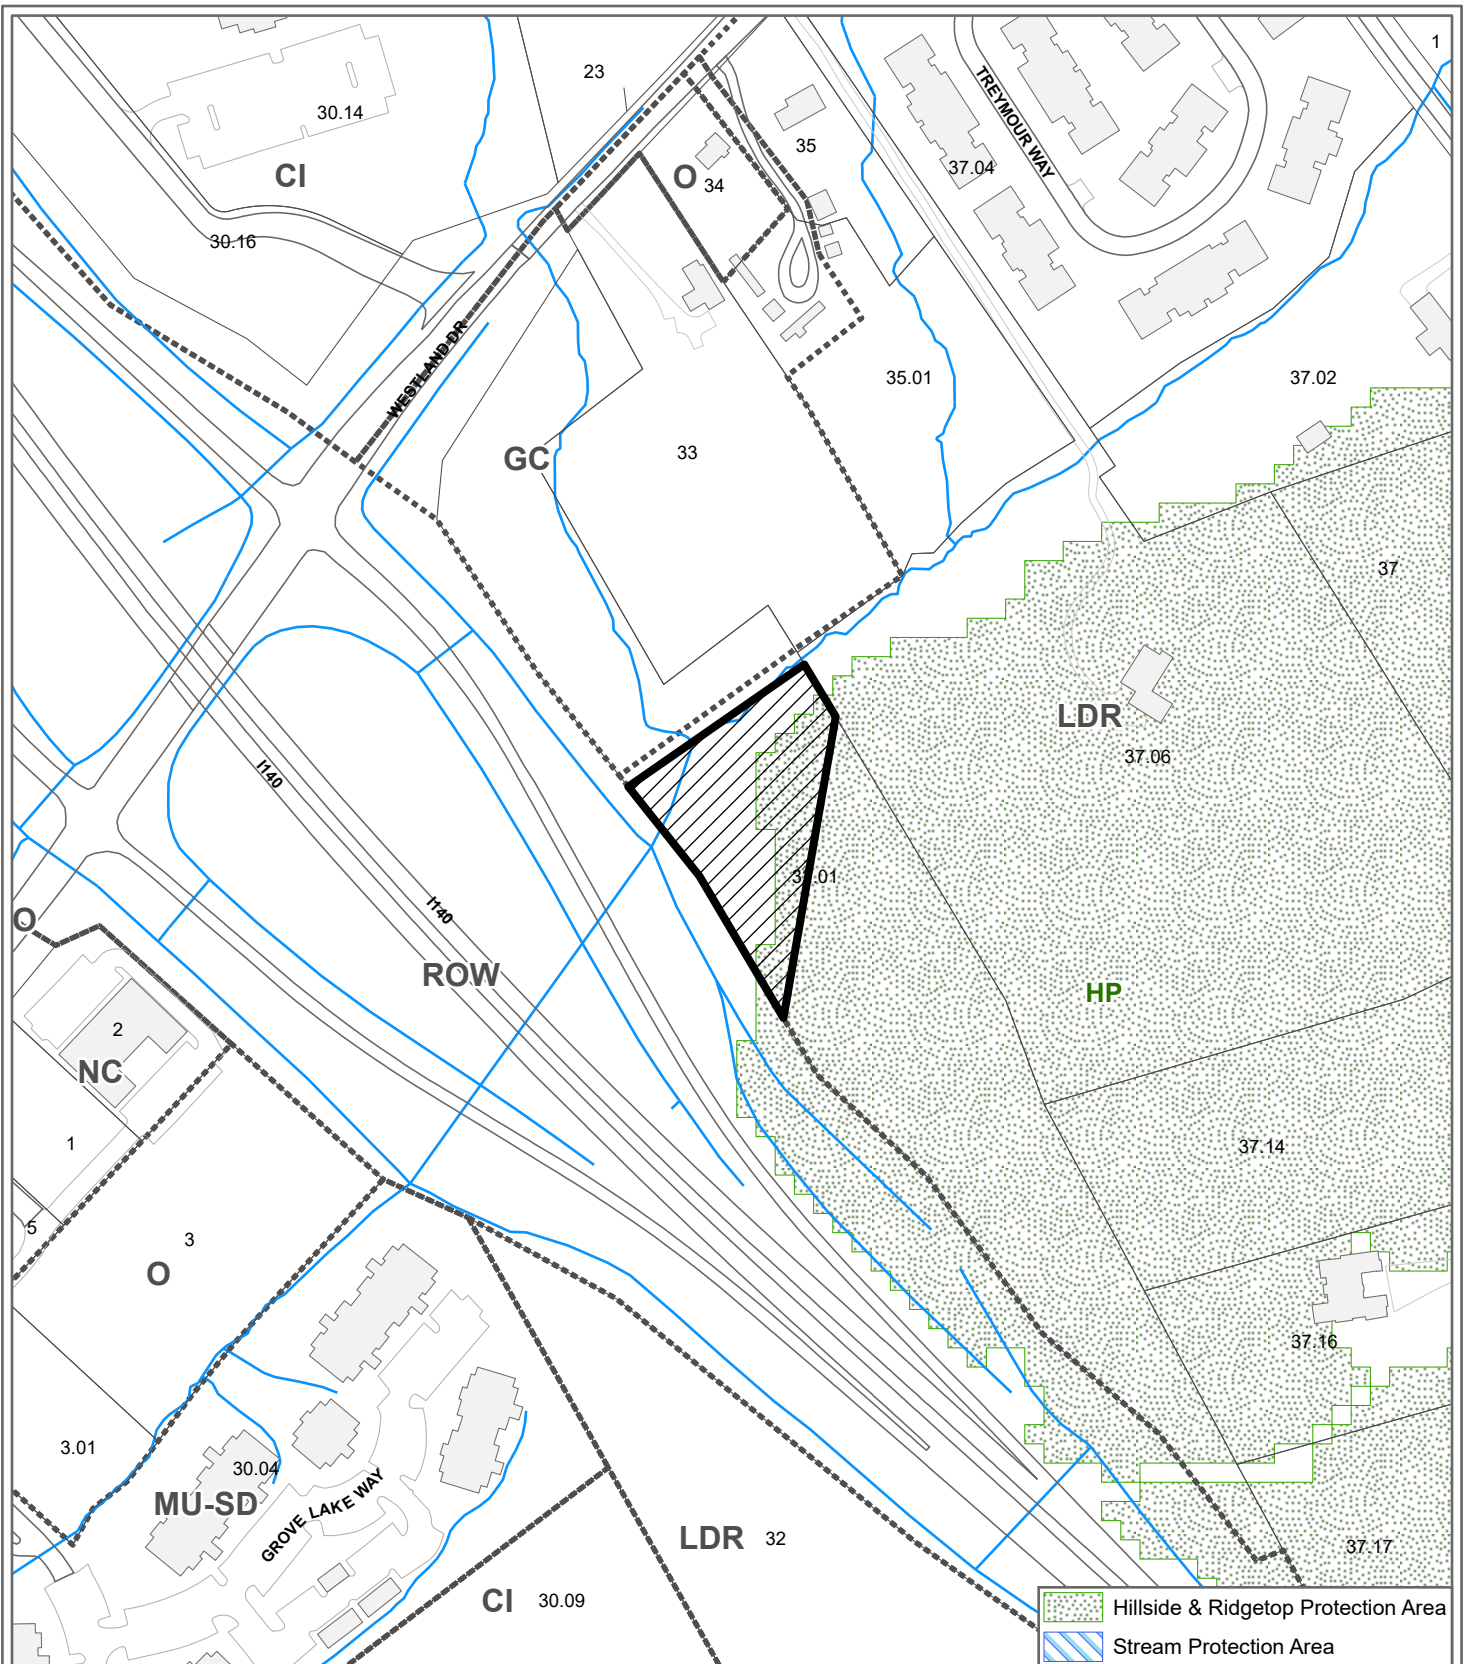 1
23
30.14
TREYMOUR WAY
35
37.04
CI
O
34
30.16
WESTLAND DR
35.01
37.02
GC
33
37
LDR
37.06
I140
I140
O
ROW
HP
2
NC
1
37.14
5
3
O
37.16
3.01
30.04
MU-SD
GROVE LAKE WAY
LDR
32
37.17
CI
30.09
Hillside & Ridgetop Protection Area
Stream Protection Area